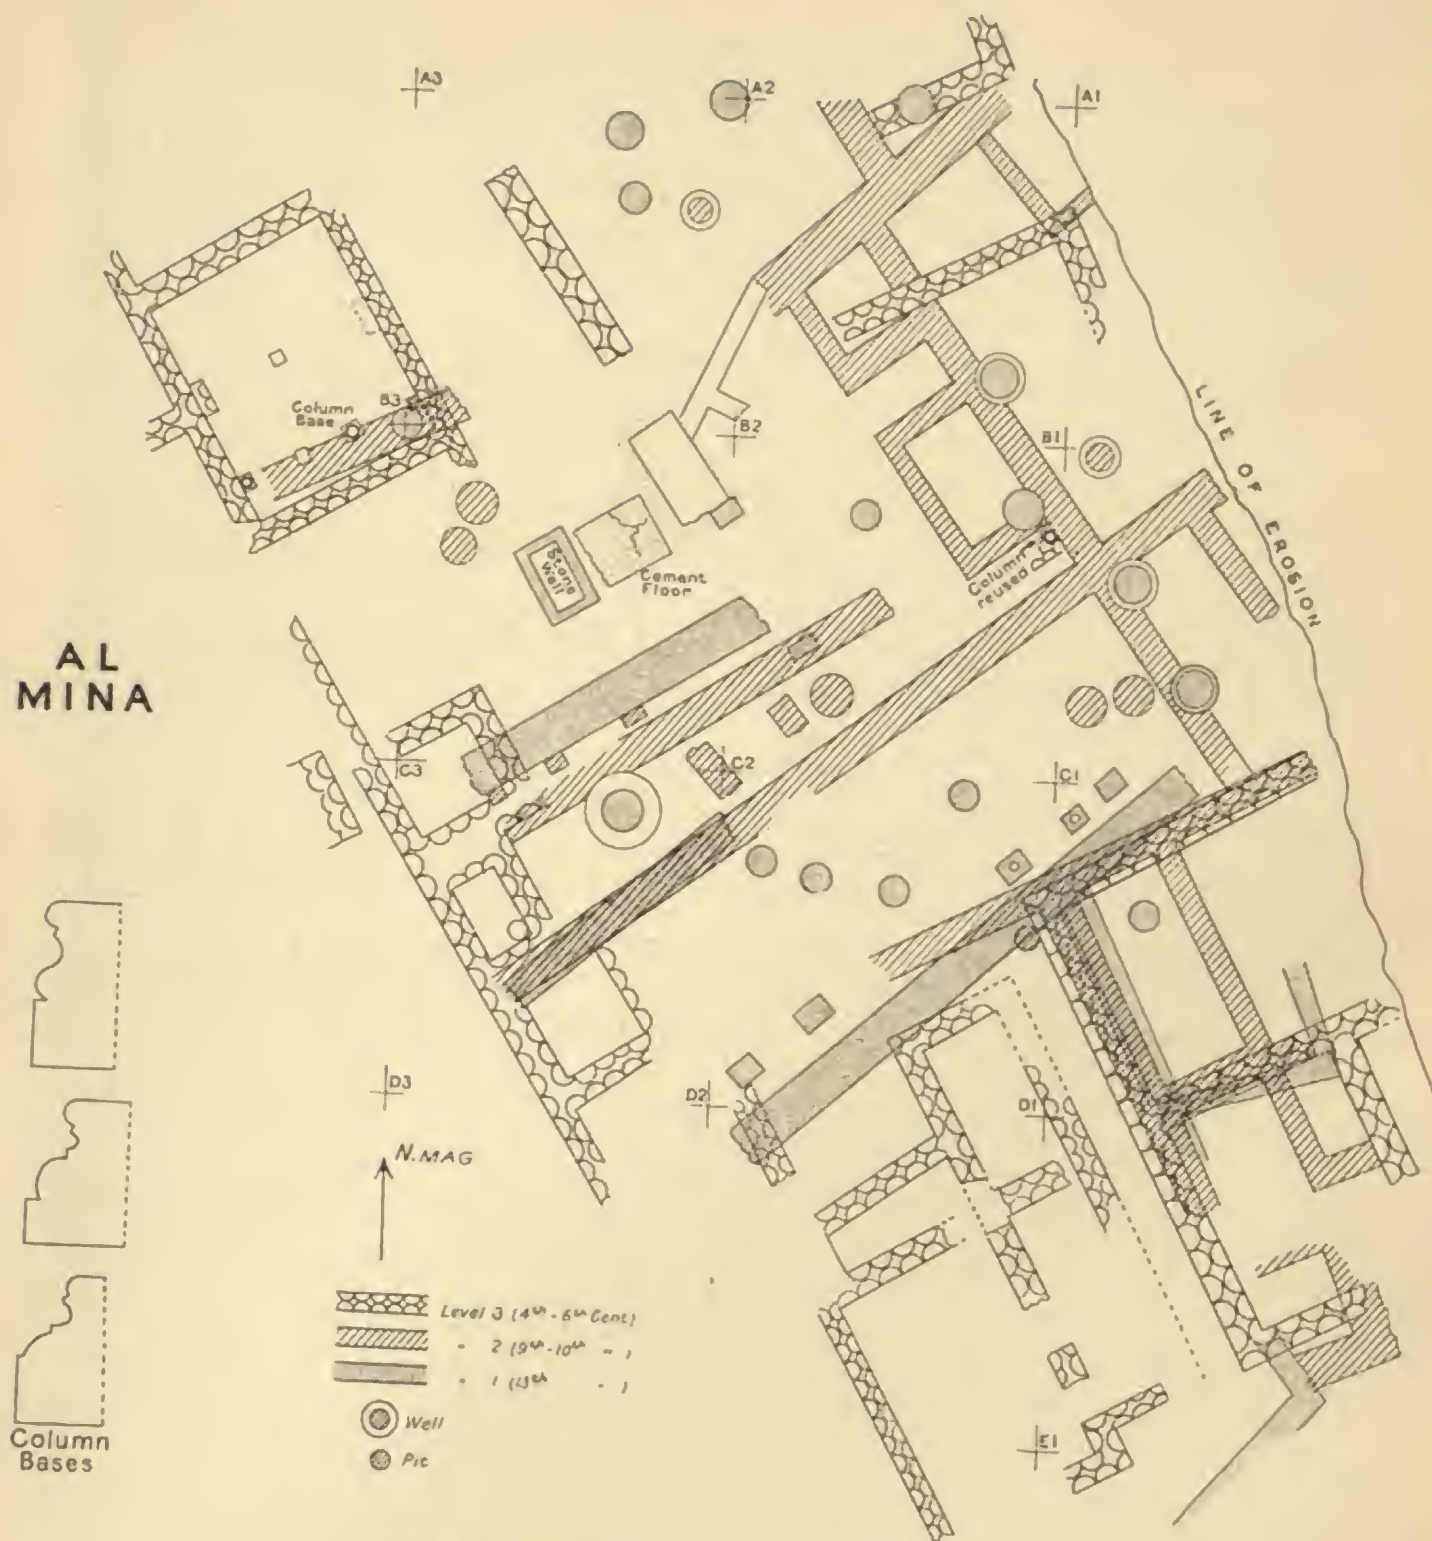 A3
A2
A1
Column
Base
B3
B2
B1
LINE OF EROSION
Stone
Well
Cement
Floor
Column
reused
AL
MINA
C3
C2
C1
D3
D2
D1
N. MAG
Level 3 (4th - 6th Cent)
" 2 (9th - 10th " )
" 1 (13th " )
Well
Pit
E1
Column
Bases